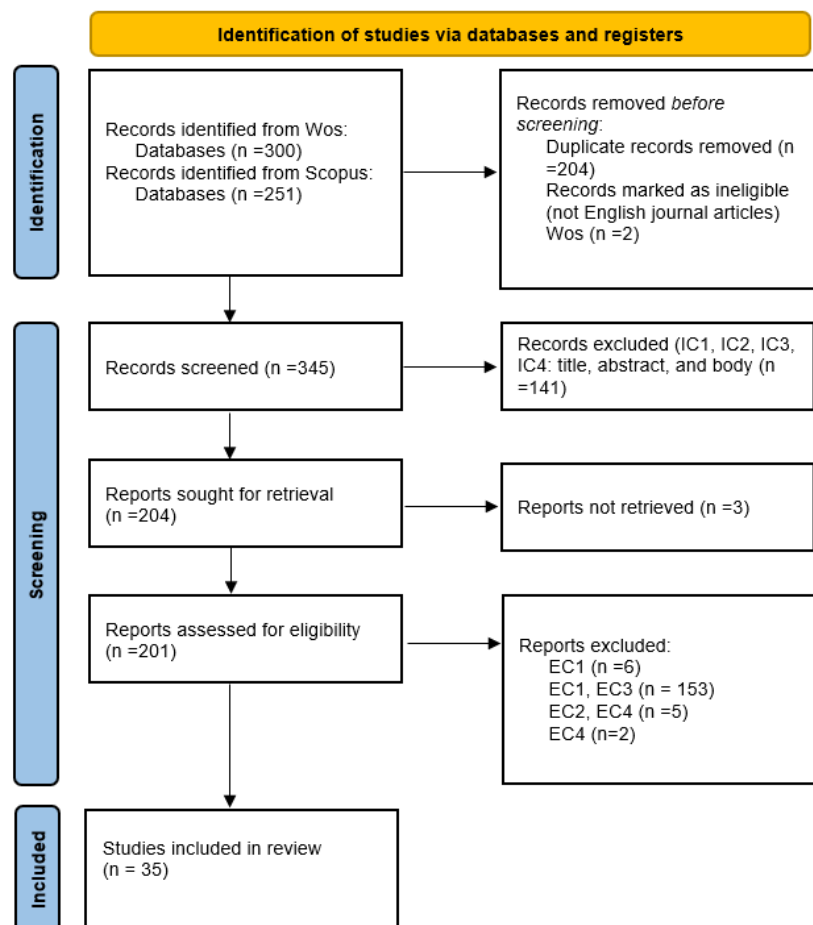 Identification of studies via databases and registers
Identification
Records identified from Wos:
Databases (n =300)
Records identified from Scopus:
Databases (n =251)
Records removed before
screening:
Duplicate records removed (n
=204)
Records marked as ineligible
(not English journal articles)
Wos (n =2)
Screening
Records screened (n =345)
Records excluded (IC1, IC2, IC3,
IC4: title, abstract, and body (n
=141)
Reports sought for retrieval
(n =204)
Reports not retrieved (n =3)
Reports assessed for eligibility
(n =201)
Reports excluded:
EC1 (n =6)
EC1, EC3 (n = 153)
EC2, EC4 (n =5)
EC4 (n=2)
Included
Studies included in review
(n = 35)